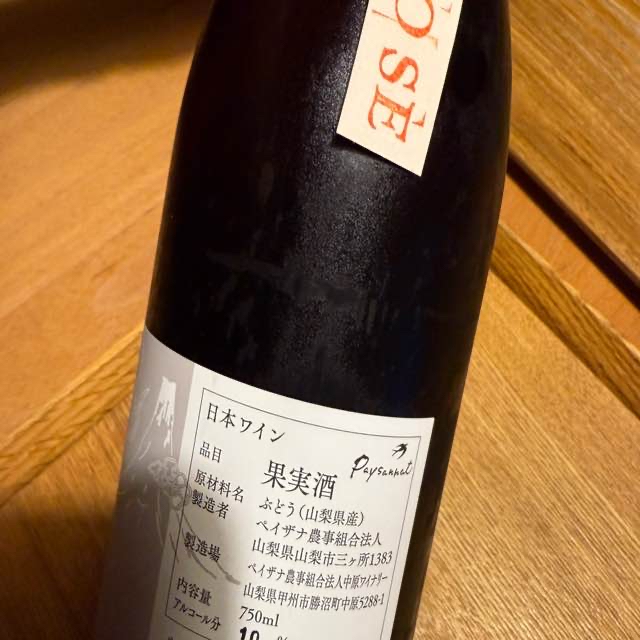 OSÉ
日本ワイン
Paysannat
品目 果実酒
原材料名 ぶどう(山梨県産)
製造者 ペイザナ農事組合法人
山梨県山梨市三ヶ所1383
製造場 ペイザナ農事組合法人中原ワイナリー
山梨県甲州市勝沼町中原5288-1
内容量 750ml
アルコール分
%